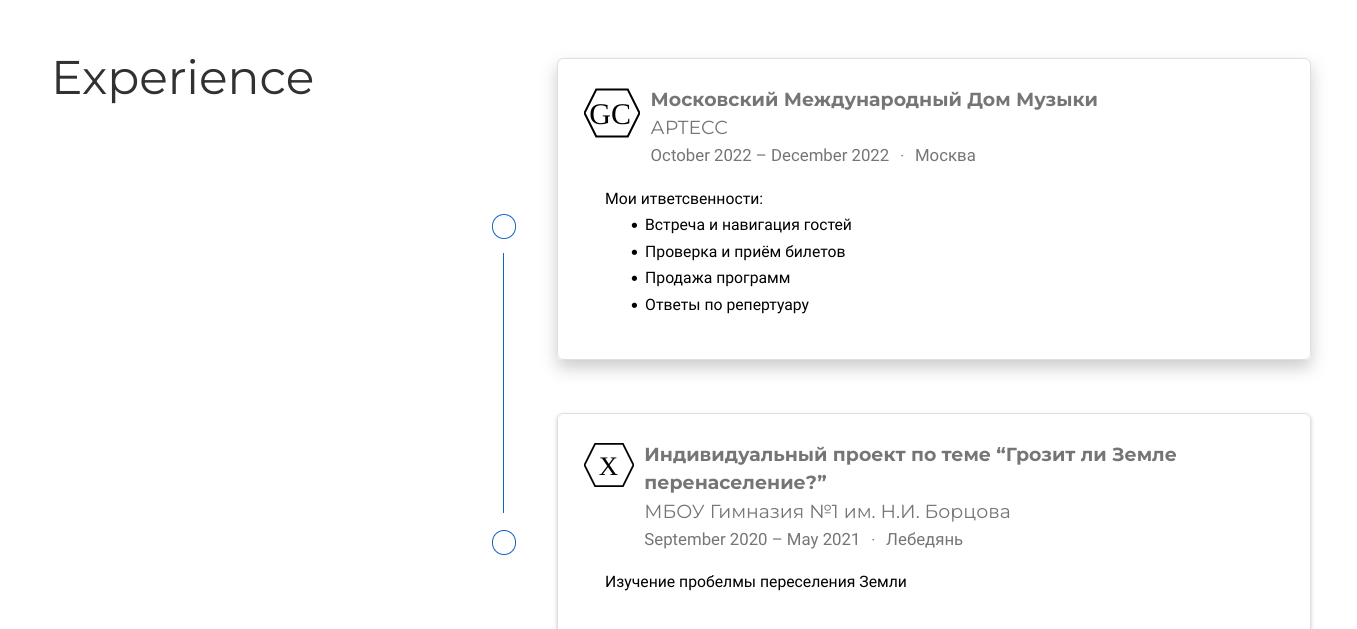 Experience
GC
Московский Международный Дом Музыки
АРТЕСС
October 2022 – December 2022 · Москва
Мои итветсвенности:
• Встреча и навигация гостей
• Проверка и приём билетов
• Продажа программ
• Ответы по репертуару
X
Индивидуальный проект по теме “Грозит ли Земле
перенаселение?”
МБОУ Гимназия №1 им. Н.И. Борцова
September 2020 – May 2021 · Лебедянь
Изучение пробелмы переселения Земли